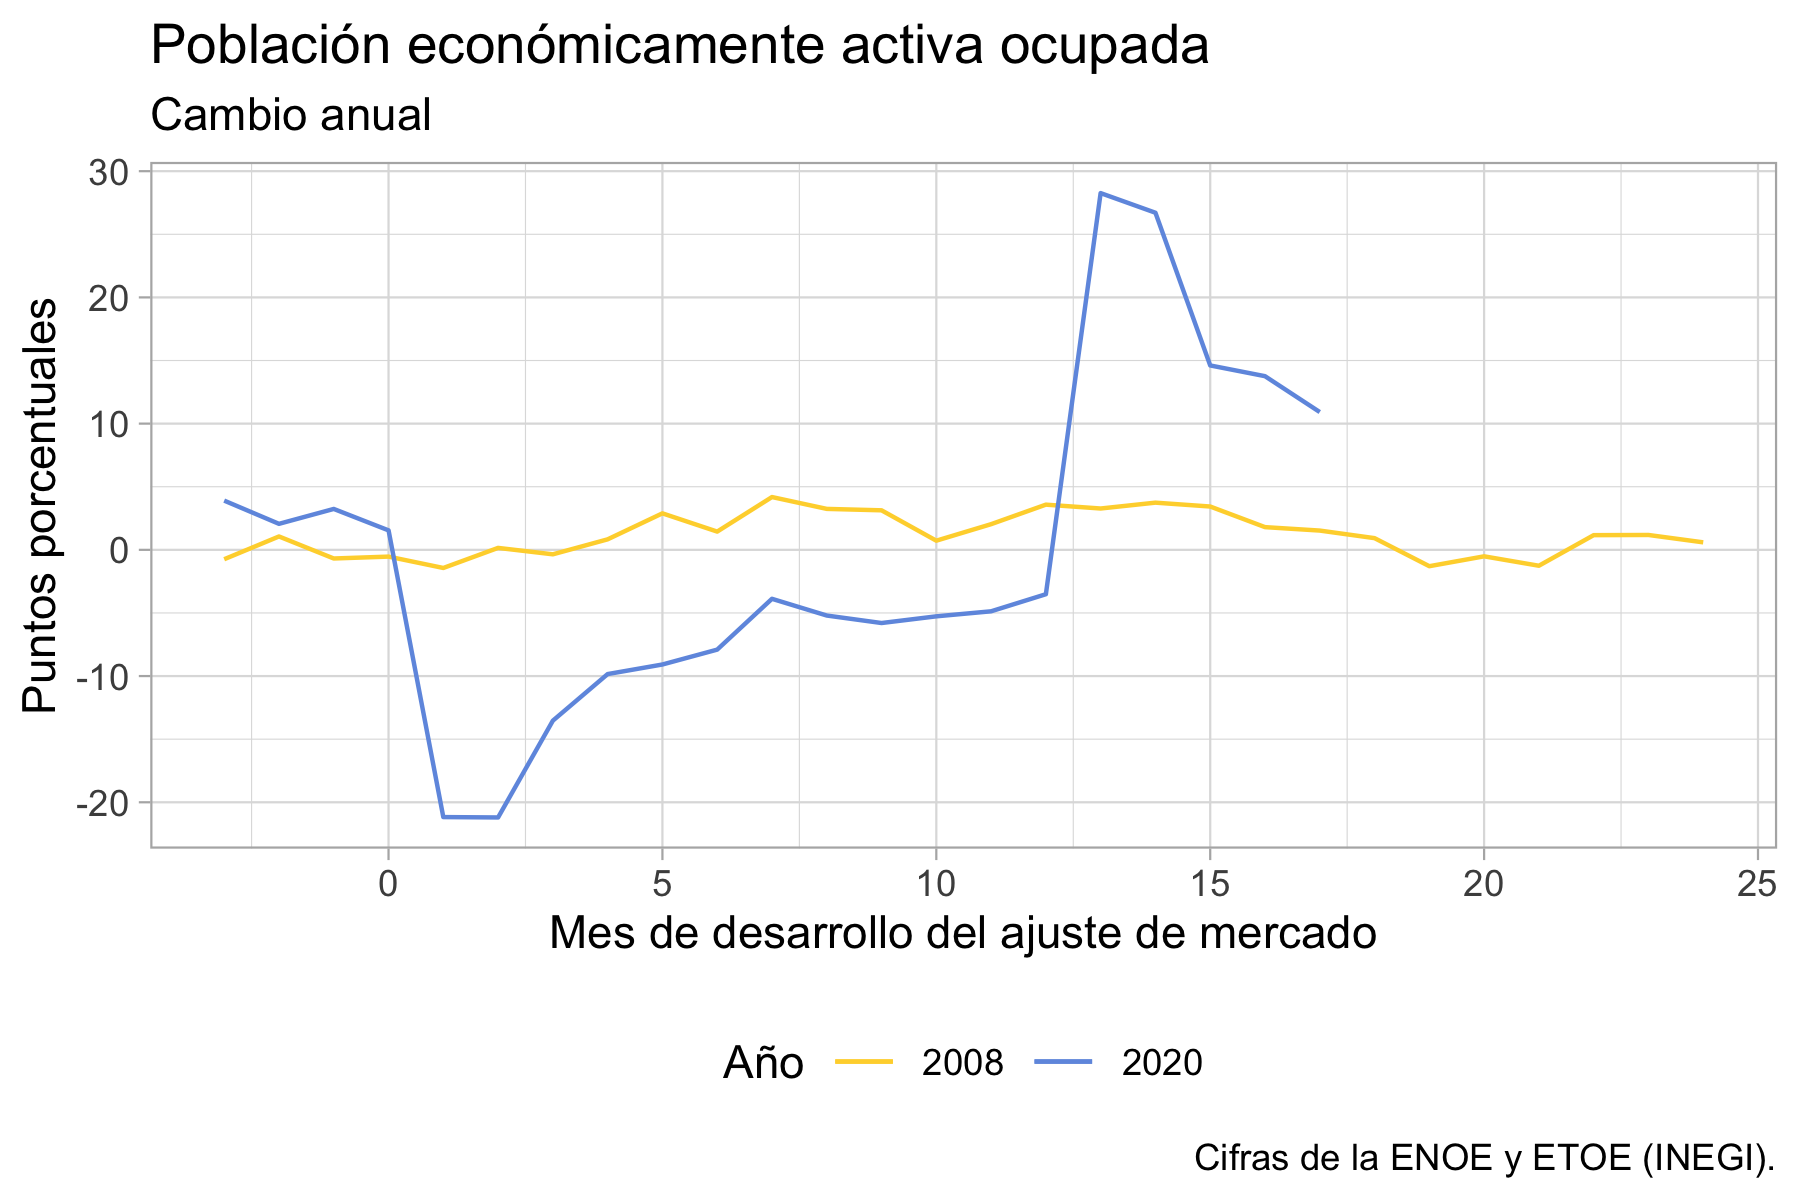 Población económicamente activa ocupada
Cambio anual
Puntos porcentuales
30
20
10
0
-10
-20
0 5 10 15 20 25
Mes de desarrollo del ajuste de mercado
Año 2008 2020
Cifras de la ENOE y ETOE (INEGI).